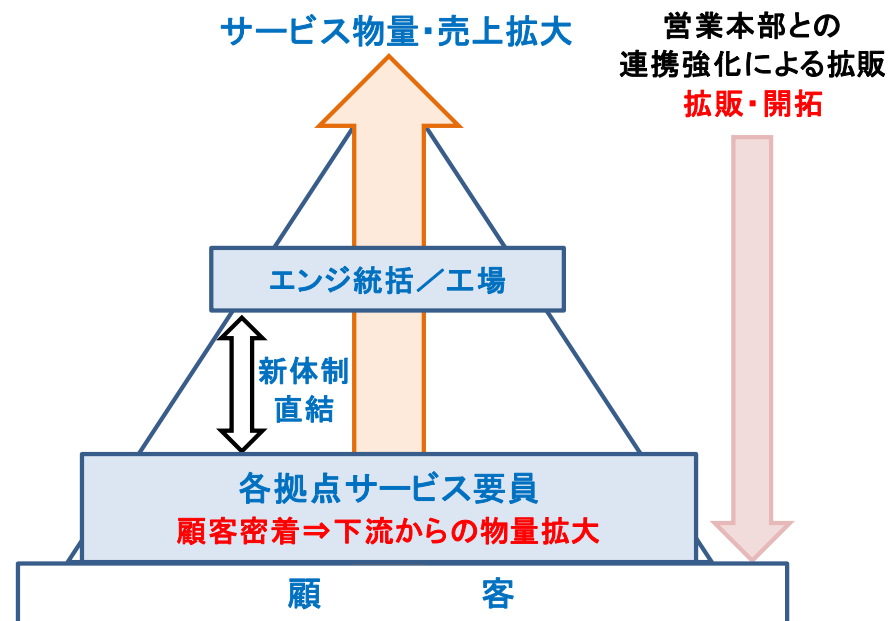 サービス物量・売上拡大
営業本部との
連携強化による拡販
拡販・開拓
エンジ統括／工場
新体制
直結
各拠点サービス要員
顧客密着⇒下流からの物量拡大
顧　　　　客